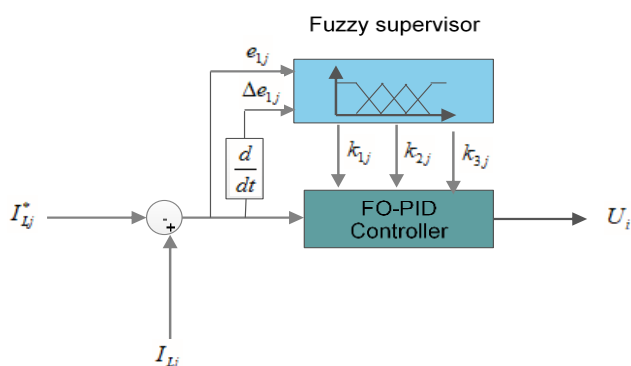 Fuzzy supervisor
e1j
Δe1j
k1j
k2j
k3j
d
dt
I*Lj
-
+
FO-PID
Controller
Ui
ILi